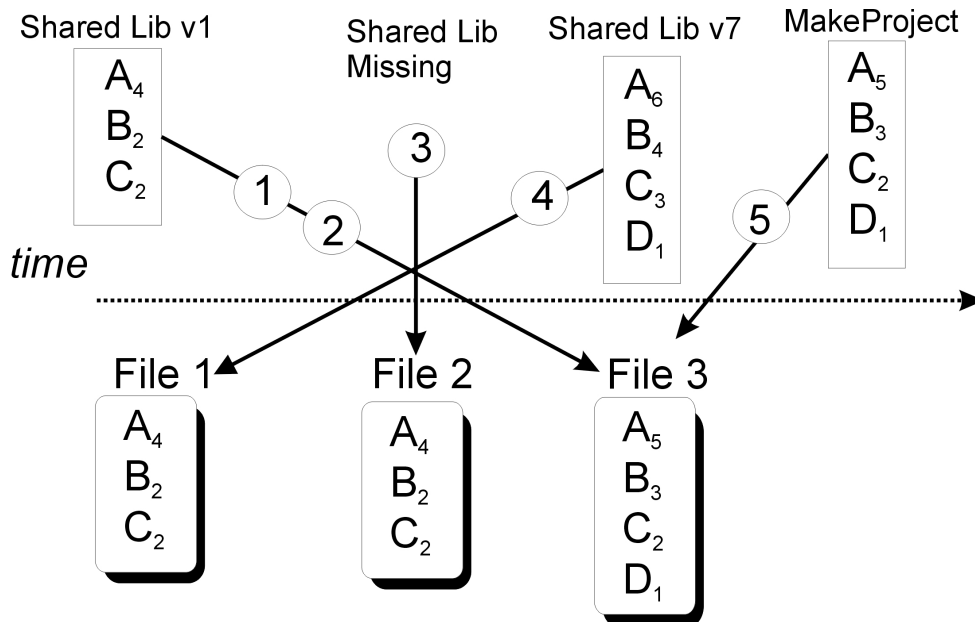 Shared Lib v1
A4
B2
C2
Shared Lib
Missing
Shared Lib v7
A6
B4
C3
D1
MakeProject
A5
B3
C2
D1
1
2
3
4
5
time
File 1
A4
B2
C2
File 2
A4
B2
C2
File 3
A5
B3
C2
D1